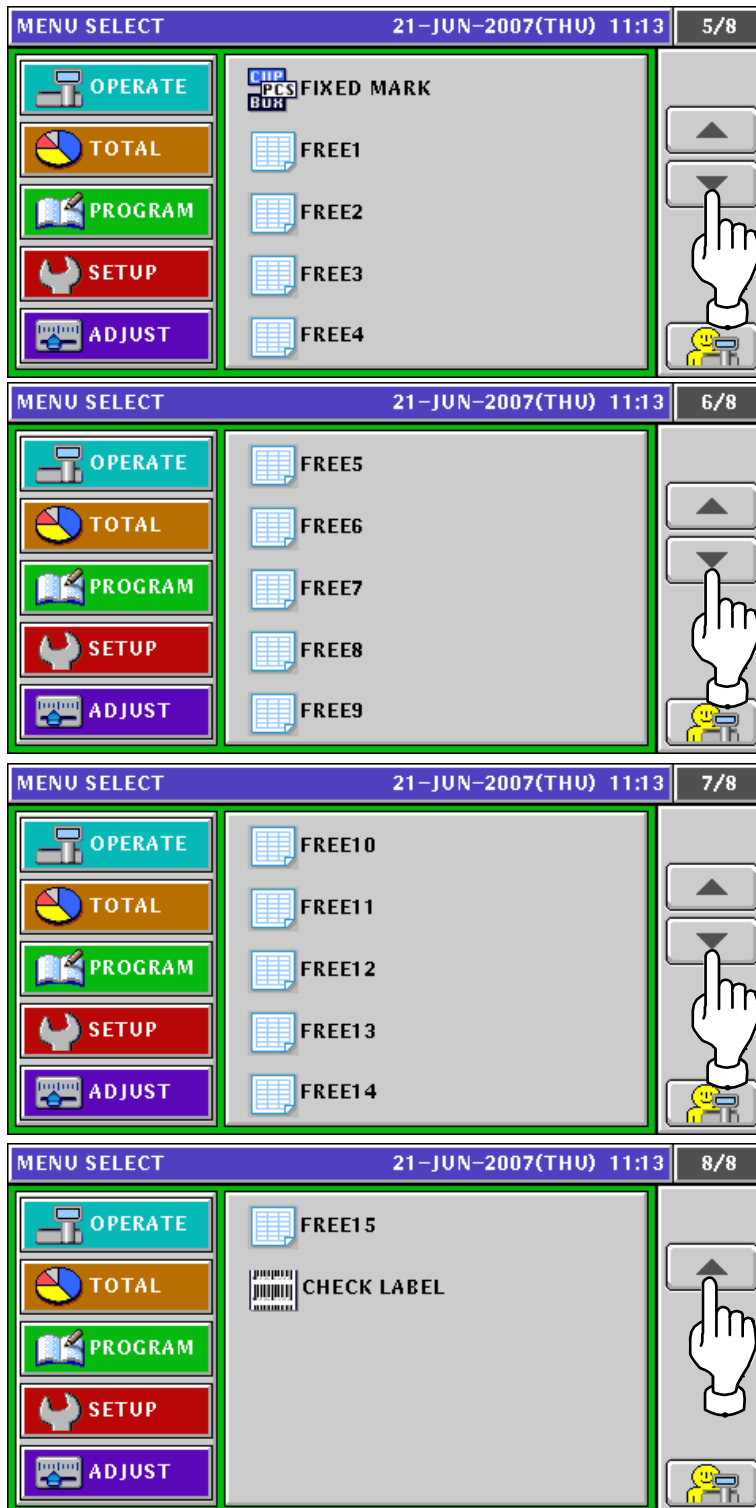 MENU SELECT 21-JUN-2007(THU) 11:13 5/8
OPERATE
TOTAL
PROGRAM
SETUP
ADJUST
CUP
PCS
BOX
FIXED MARK
FREE1
FREE2
FREE3
FREE4
MENU SELECT 21-JUN-2007(THU) 11:13 6/8
OPERATE
TOTAL
PROGRAM
SETUP
ADJUST
FREE5
FREE6
FREE7
FREE8
FREE9
MENU SELECT 21-JUN-2007(THU) 11:13 7/8
OPERATE
TOTAL
PROGRAM
SETUP
ADJUST
FREE10
FREE11
FREE12
FREE13
FREE14
MENU SELECT 21-JUN-2007(THU) 11:13 8/8
OPERATE
TOTAL
PROGRAM
SETUP
ADJUST
FREE15
CHECK LABEL